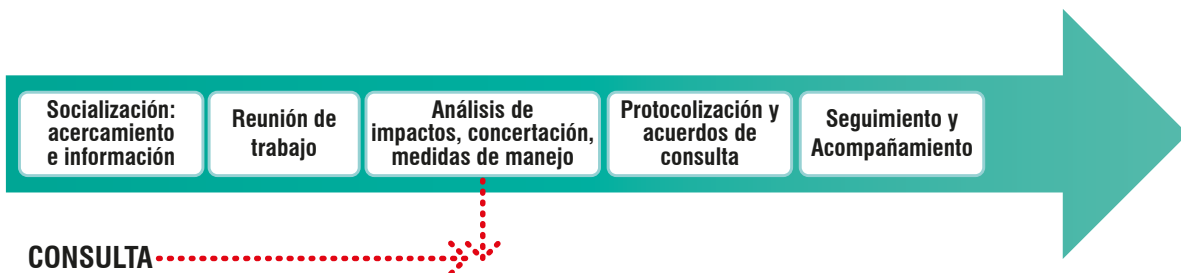 Socialización:
acercamiento
e información
Reunión de
trabajo
Análisis de
impactos, concertación,
medidas de manejo
Protocolización y
acuerdos de
consulta
Seguimiento y
Acompañamiento
CONSULTA